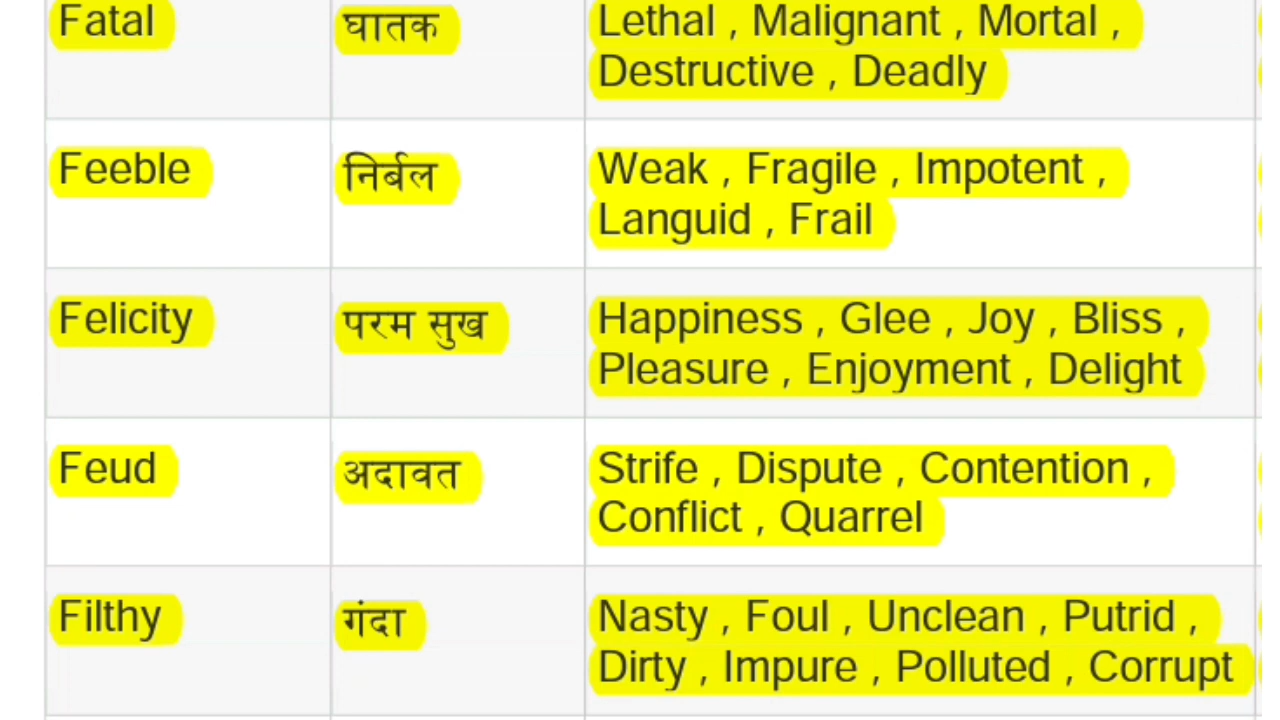 Fatal घातक Lethal , Malignant , Mortal ,
Destructive , Deadly
Feeble निर्बल Weak , Fragile , Impotent ,
Languid , Frail
Felicity परम सुख Happiness , Glee , Joy , Bliss ,
Pleasure , Enjoyment , Delight
Feud अदावत Strife , Dispute , Contention ,
Conflict , Quarrel
Filthy गंदा Nasty , Foul , Unclean , Putrid ,
Dirty , Impure , Polluted , Corrupt